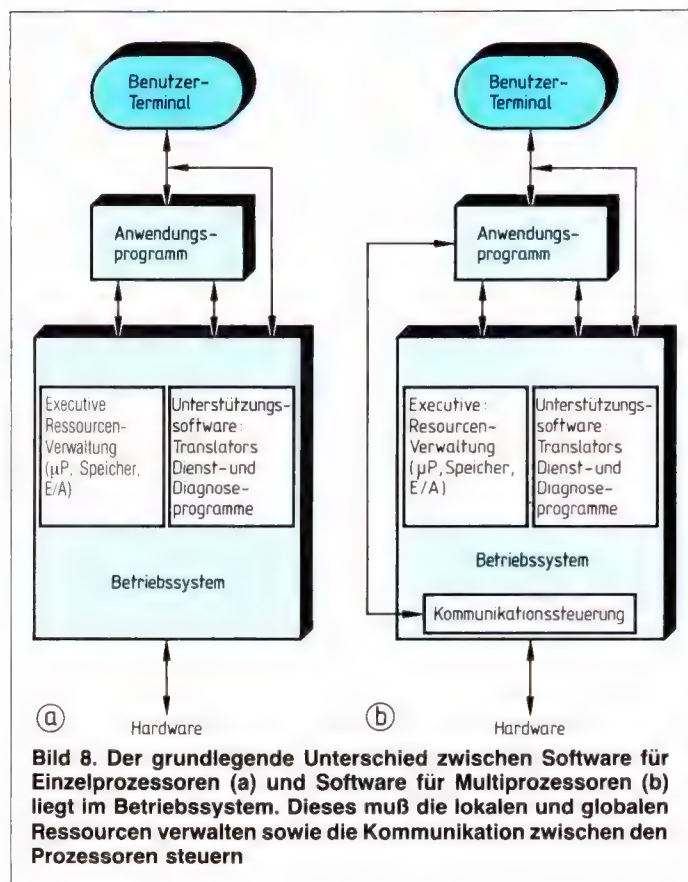 Benutzer-
Terminal
Anwendungs-
programm
Executive
Ressourcen-
Verwaltung
(µP, Speicher,
E/A)
Unterstützungs-
software:
Translators
Dienst- und
Diagnose-
programme
Betriebssystem
a
Hardware
Benutzer-
Terminal
Anwendungs-
programm
Executive:
Ressourcen-
Verwaltung
(µP, Speicher,
E/A)
Unterstützungs-
software:
Translators
Dienst- und
Diagnose-
programme
Betriebssystem
Kommunikationssteuerung
b
Hardware
Bild 8. Der grundlegende Unterschied zwischen Software für
Einzelprozessoren (a) und Software für Multiprozessoren (b)
liegt im Betriebssystem. Dieses muß die lokalen und globalen
Ressourcen verwalten sowie die Kommunikation zwischen den
Prozessoren steuern